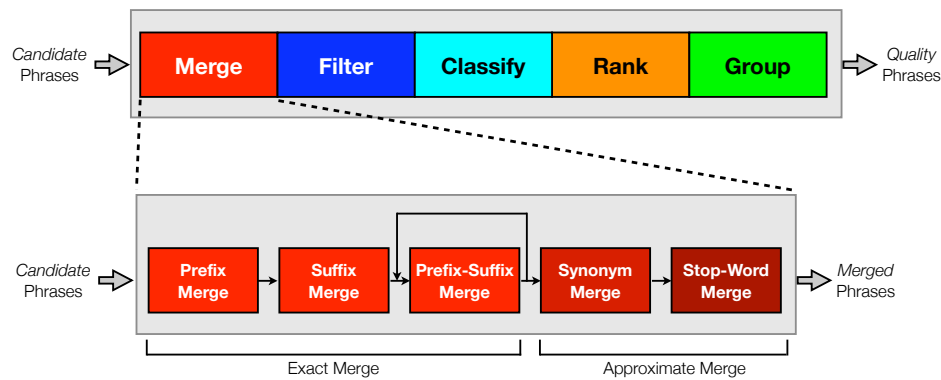 Candidate
Phrases
Merge
Filter
Classify
Rank
Group
Quality
Phrases
Candidate
Phrases
Prefix
Merge
Suffix
Merge
Prefix-Suffix
Merge
Synonym
Merge
Stop-Word
Merge
Merged
Phrases
Exact Merge
Approximate Merge